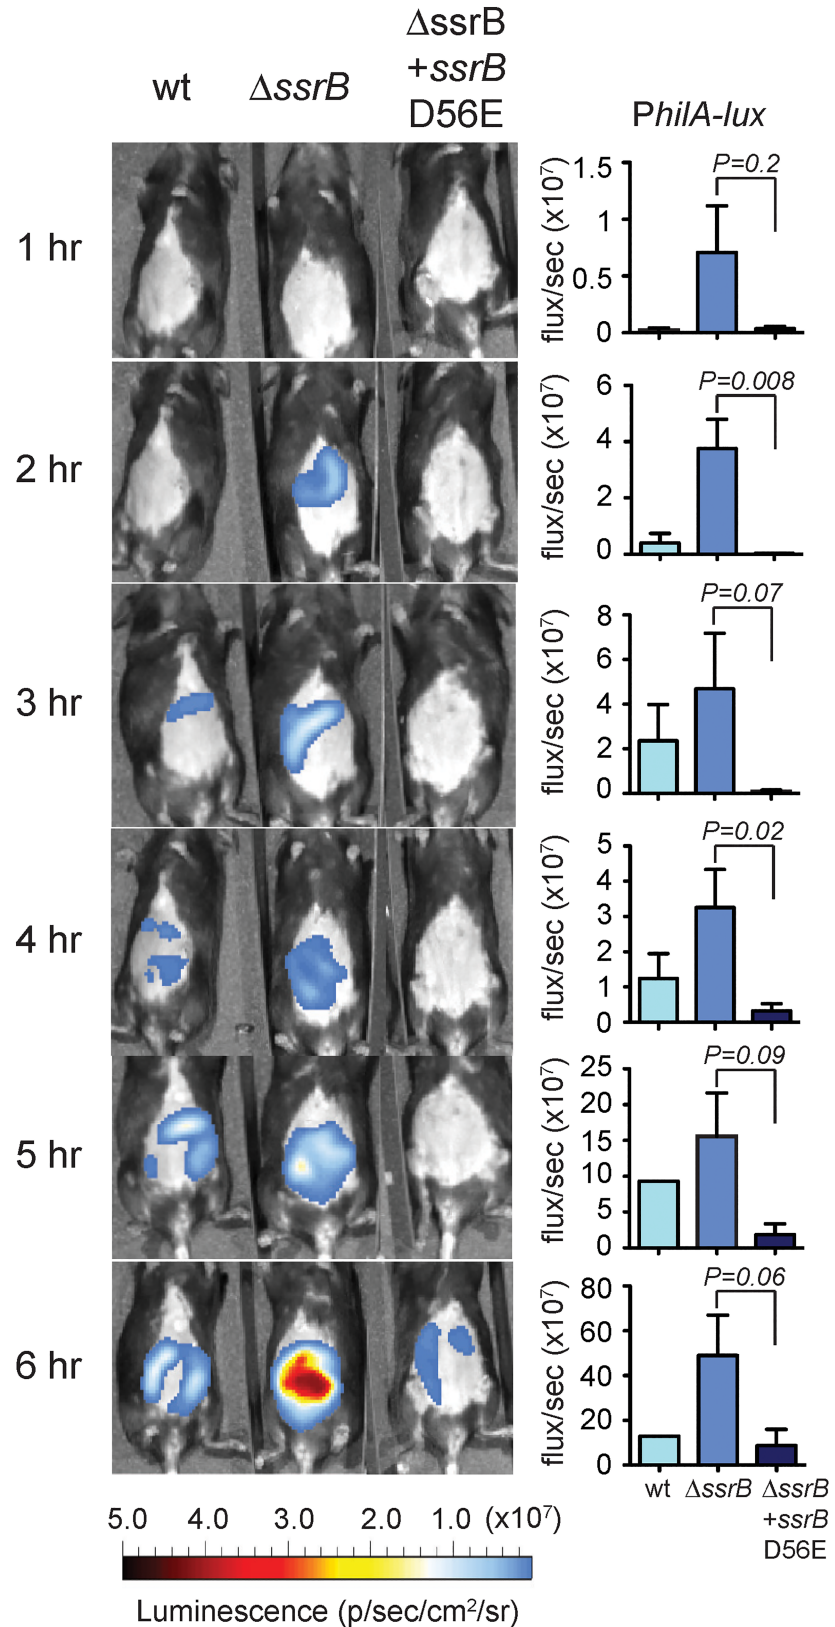 wt ΔssrB ΔssrB
+ssrB
D56E
PhilA-lux
1 hr
flux/sec (x10⁷)
1.5
1
0.5
0
P=0.2
2 hr
flux/sec (x10⁷)
6
4
2
0
P=0.008
3 hr
flux/sec (x10⁷)
8
6
4
2
0
P=0.07
4 hr
flux/sec (x10⁷)
5
4
3
2
1
0
P=0.02
5 hr
flux/sec (x10⁷)
25
20
15
10
5
0
P=0.09
6 hr
flux/sec (x10⁷)
80
60
40
20
0
P=0.06
wt ΔssrB ΔssrB
+ssrB
D56E
5.0 4.0 3.0 2.0 1.0 (x10⁷)
Luminescence (p/sec/cm²/sr)